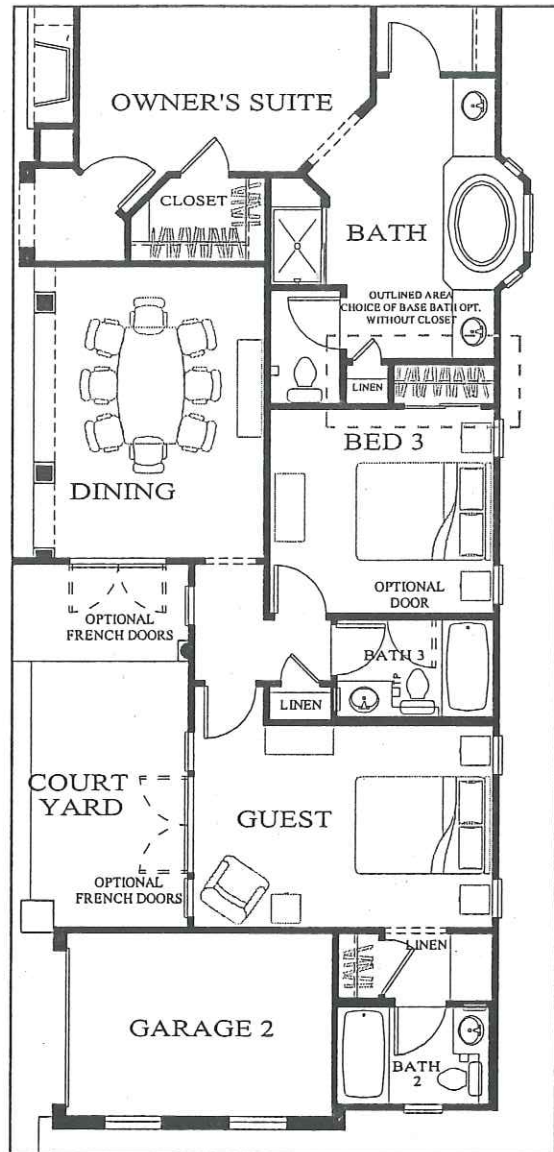 OWNER'S SUITE
CLOSET
BATH
OUTLINED AREA
CHOICE OF BASE BATH OPT.
WITHOUT CLOSET
LINEN
BED 3
DINING
OPTIONAL
DOOR
OPTIONAL
FRENCH DOORS
BATH 3
TP
LINEN
COURT
YARD
GUEST
OPTIONAL
FRENCH DOORS
LINEN
GARAGE 2
BATH
2